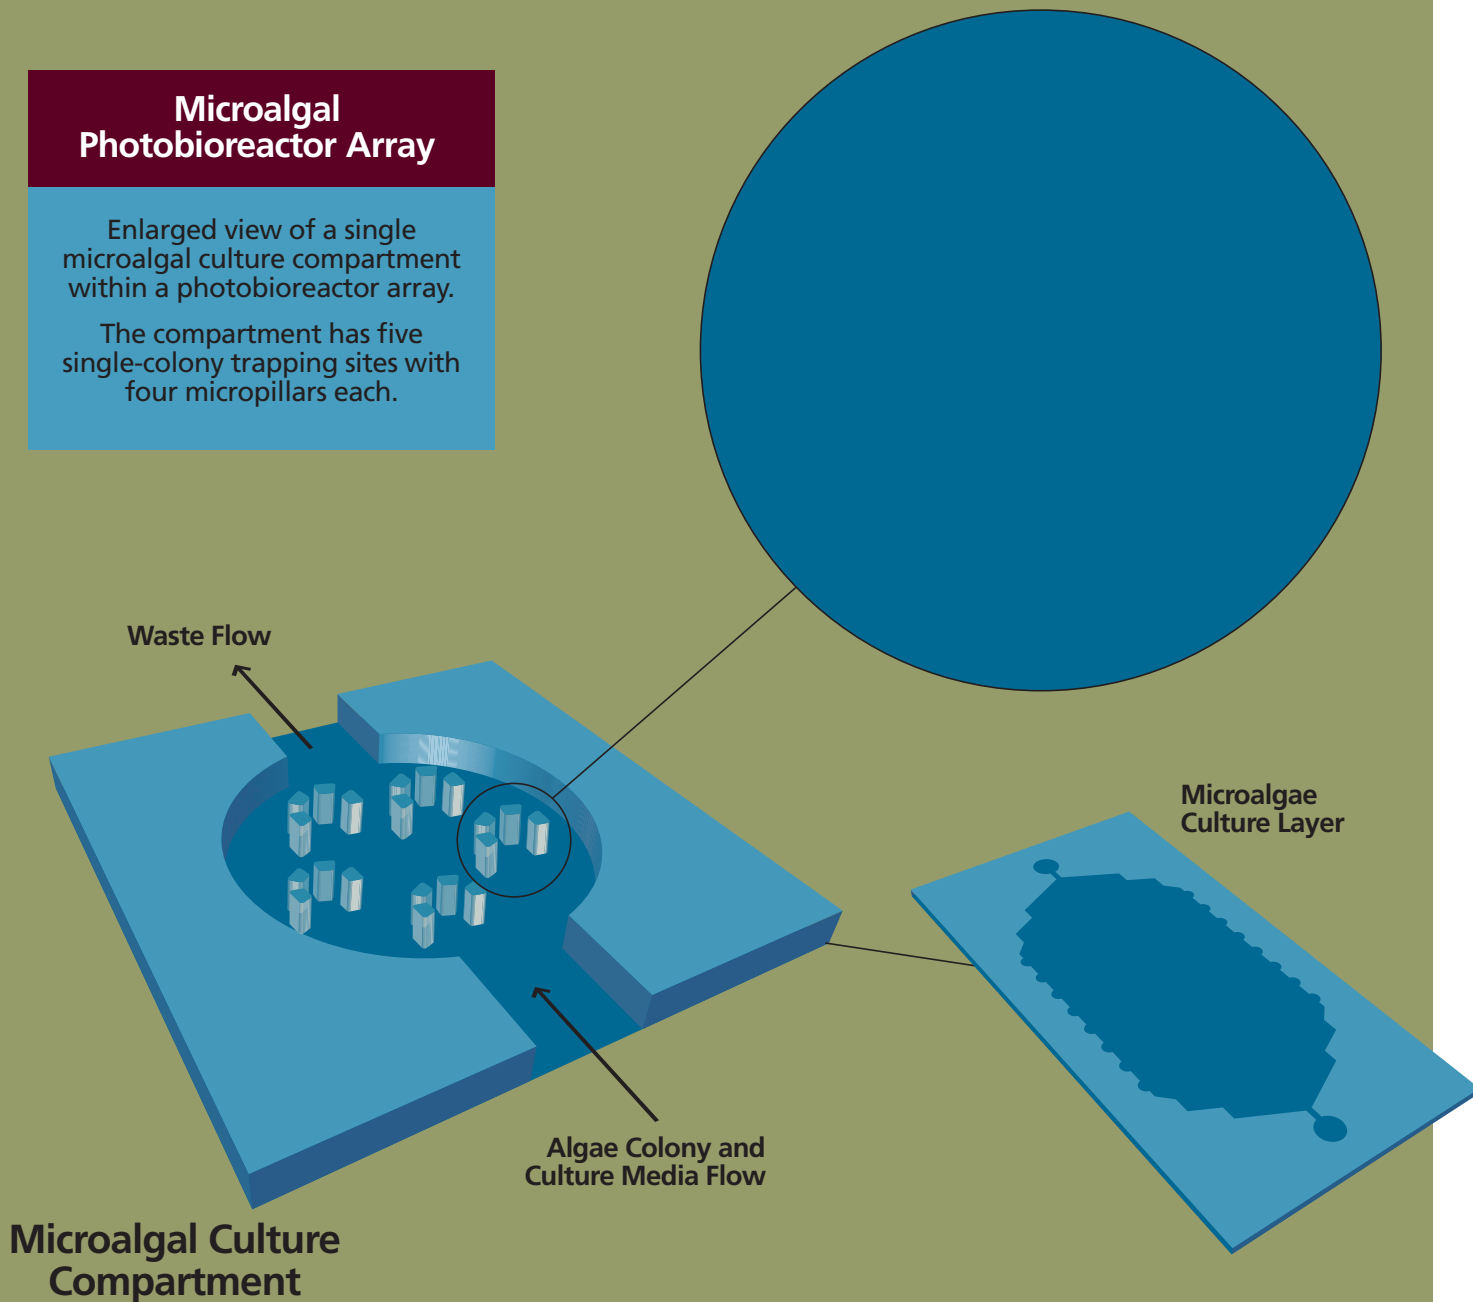 Microalgal
Photobioreactor Array
Enlarged view of a single
microalgal culture compartment
within a photobioreactor array.
The compartment has five
single-colony trapping sites with
four micropillars each.
Waste Flow
Microalgae
Culture Layer
Algae Colony and
Culture Media Flow
Microalgal Culture
Compartment